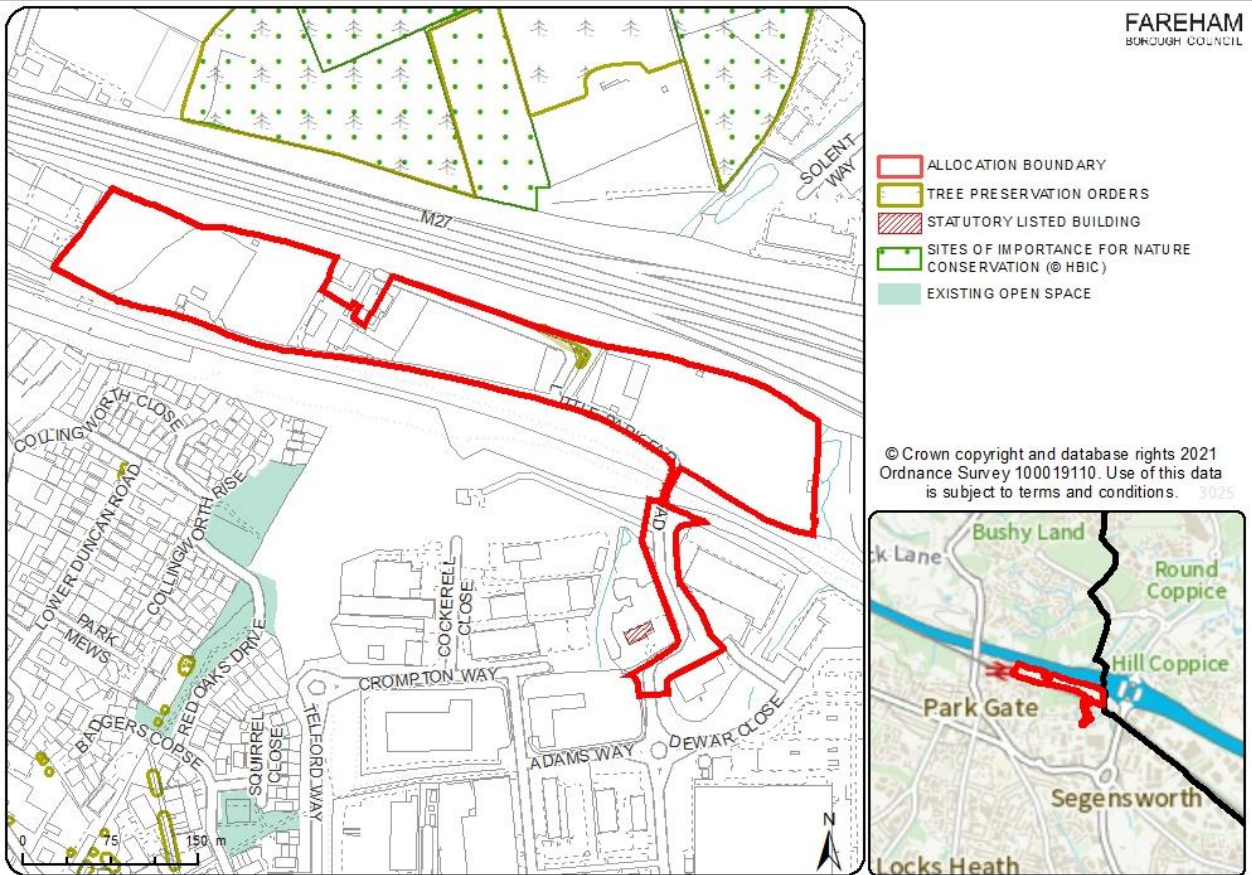 FAREHAM
BOROUGH COUNCIL
M27
SOLENT
WAY
ALLOCATION BOUNDARY
TREE PRESERVATION ORDERS
STATUTORY LISTED BUILDING
SITES OF IMPORTANCE FOR NATURE
CONSERVATION (© HBIC)
EXISTING OPEN SPACE
COLLINGWORTH CLOSE
LOWER DUNCAN ROAD
COLLINGWORTH RISE
PARK
MEWS
BADGERS COPSE
RED OAKS DRIVE
SQUIRREL
CLOSE
TELFORD WAY
COCKERELL
CLOSE
CROMPTON WAY
ADAMS WAY
DEWAR CLOSE
0 75 150 m
N
© Crown copyright and database rights 2021
Ordnance Survey 100019110. Use of this data
is subject to terms and conditions. 3025
Bushy Land
ck Lane
Round
Coppice
Hill Coppice
Park Gate
Segensworth
Locks Heath